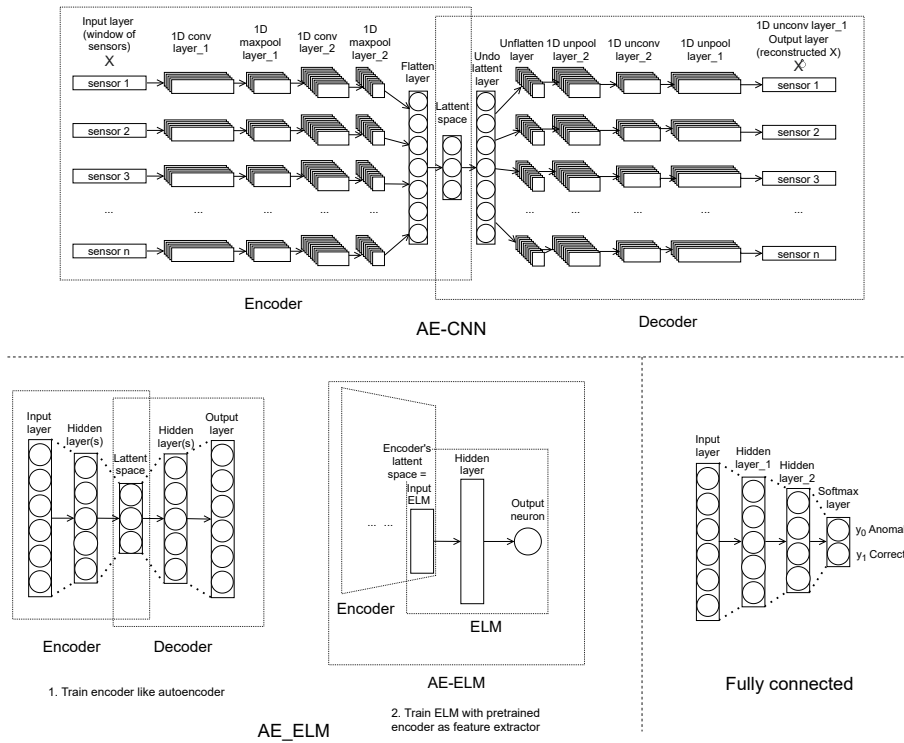 Input layer
(window of
sensors)
X
1D conv
layer_1
1D
maxpool
layer_1
1D conv
layer_2
1D
maxpool
layer_2
Flatten
layer
Lattent
space
Undo
lattent
layer
Unflatten
layer
1D unpool
layer_2
1D unconv
layer_2
1D unpool
layer_1
1D unconv layer_1
Output layer
(reconstructed X)
X̂
sensor 1
sensor 1
sensor 2
sensor 2
sensor 3
sensor 3
... ... ... ... ... ... ... ... ... ...
sensor n
sensor n
Encoder
Decoder
AE-CNN
Input
layer
Hidden
layer(s)
Lattent
space
Hidden
layer(s)
Output
layer
Encoder
Decoder
1. Train encoder like autoencoder
AE_ELM
Encoder's
lattent
space =
Input
ELM
Hidden
layer
Output
neuron
... ...
Encoder
ELM
AE-ELM
2. Train ELM with pretrained
encoder as feature extractor
Input
layer
Hidden
layer_1
Hidden
layer_2
Softmax
layer
y0 Anomal
y1 Correct
Fully connected